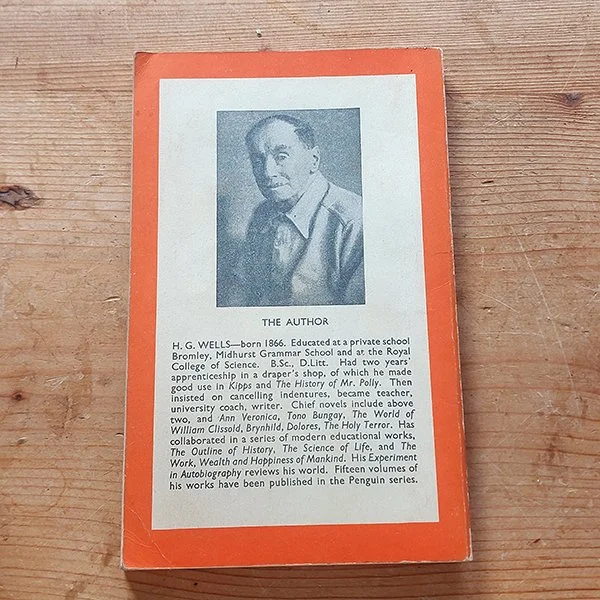 THE AUTHOR
H. G. WELLS—born 1866. Educated at a private school
Bromley, Midhurst Grammar School and at the Royal
College of Science. B.Sc., D.Litt. Had two years'
apprenticeship in a draper's shop, of which he made
good use in Kipps and The History of Mr. Polly. Then
insisted on cancelling indentures, became teacher,
university coach, writer. Chief novels include above
two, and Ann Veronica, Tono Bungay, The World of
William Clissold, Brynhild, Dolores, The Holy Terror. Has
collaborated in a series of modern educational works,
The Outline of History, The Science of Life, and The
Work, Wealth and Happiness of Mankind. His Experiment
in Autobiography reviews his world. Fifteen volumes of
his works have been published in the Penguin series.